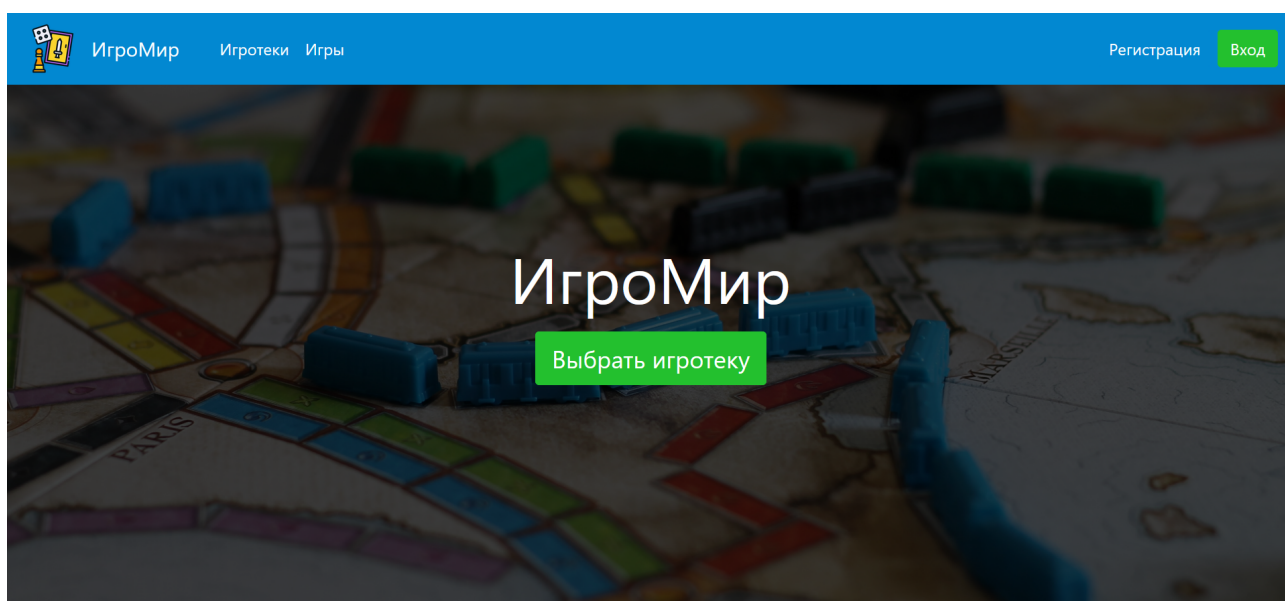 ИгроМир Игротеки Игры Регистрация Вход
ИгроМир
Выбрать игротеку
MARSEILLE
PARIS